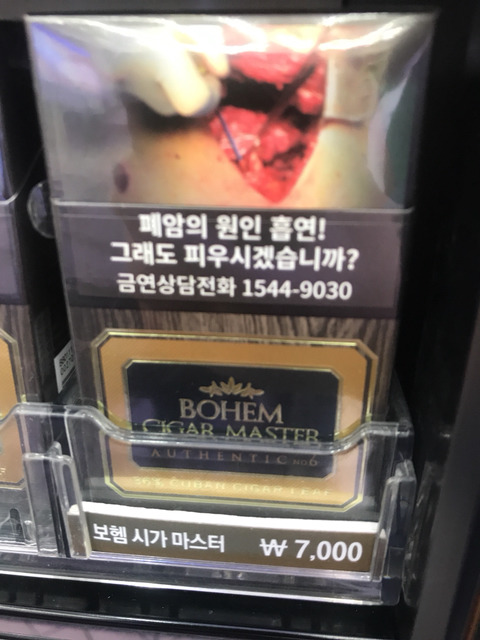 폐암의 원인 흡연!
그래도 피우시겠습니까?
금연상담전화 1544-9030
BOHEM
CIGAR MASTER
AUTHENTIC NO6
36% CUBAN CIGAR LEAF
보헴 시가 마스터 ₩ 7,000